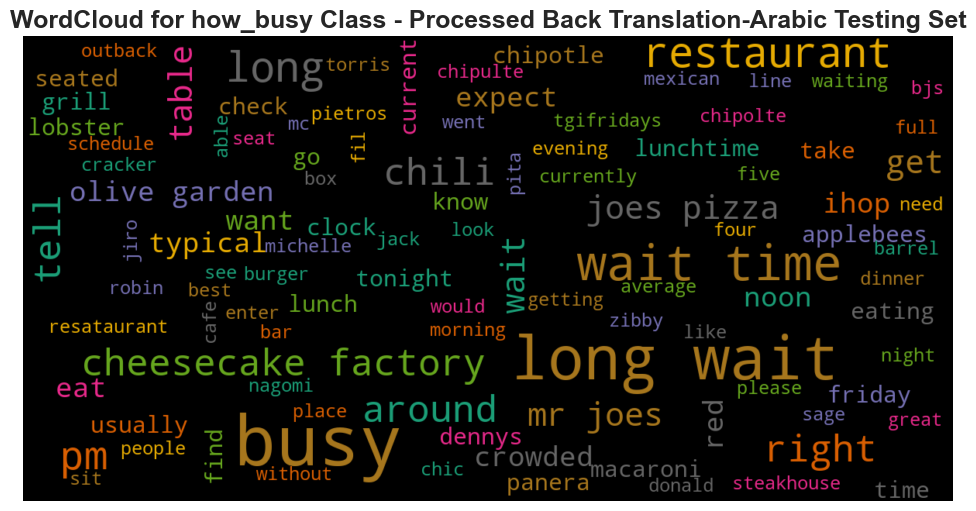 WordCloud for how_busy Class - Processed Back Translation-Arabic Testing Set
outback
table
long
torris
current
chipotle
restaurant
seated
chipulte
mexican
line
waiting
bjs
grill
check
pietros
expect
lobster
able
mc
went
tgifridays
chipolte
full
schedule
seat
fil
evening
lunchtime
take
get
cracker
go
box
chili
pita
currently
five
olive garden
know
joes pizza
ihop
need
tell
want
clock
jack
look
four
applebees
jiro
typical
michelle
wait
wait time
barrel
see
burger
tonight
average
dinner
robin
best
lunch
getting
noon
cafe
enter
would
zibby
eating
resataurant
bar
morning
like
cheesecake factory
long wait
night
eat
nagomi
please
friday
place
around
mr joes
red
sage
great
usually
busy
dennys
right
pm
people
find
crowded
macaroni
sit
without
chic
panera
donald
steakhouse
time